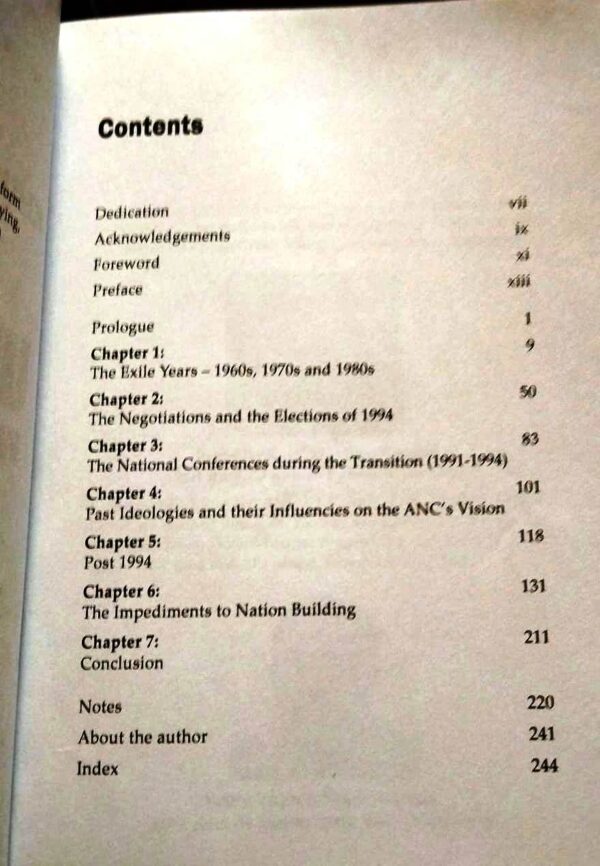 form
ying,
Contents
Dedication vii
Acknowledgements ix
Foreword xi
Preface xiii
Prologue 1
Chapter 1: 9
The Exile Years – 1960s, 1970s and 1980s
Chapter 2: 50
The Negotiations and the Elections of 1994
Chapter 3: 83
The National Conferences during the Transition (1991-1994)
Chapter 4: 101
Past Ideologies and their Influencies on the ANC's Vision
Chapter 5: 118
Post 1994
Chapter 6: 131
The Impediments to Nation Building
Chapter 7: 211
Conclusion
Notes 220
About the author 241
Index 244